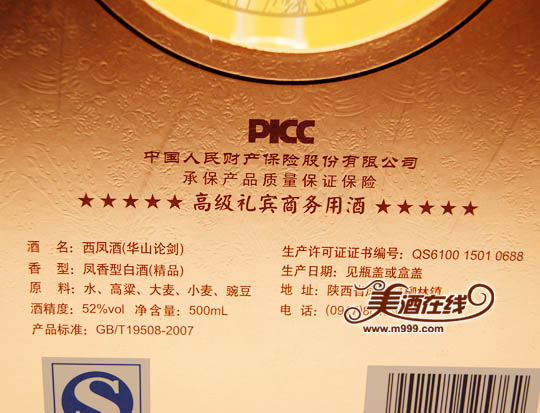 PICC
中国人民财产保险股份有限公司
承保产品质量保证保险
★★★★★ 高级礼宾商务用酒 ★★★★★
酒 名: 西凤酒(华山论剑)
香 型: 凤香型白酒(精品)
原 料: 水、高粱、大麦、小麦、豌豆
酒精度: 52%vol 净含量: 500mL
产品标准: GB/T19508-2007
生产许可证证书编号: QS6100 1501 0688
生产日期: 见瓶盖或盒盖
地 址: 陕西省 柳林镇
电 话: (09
美酒在线
www.m999.com
S